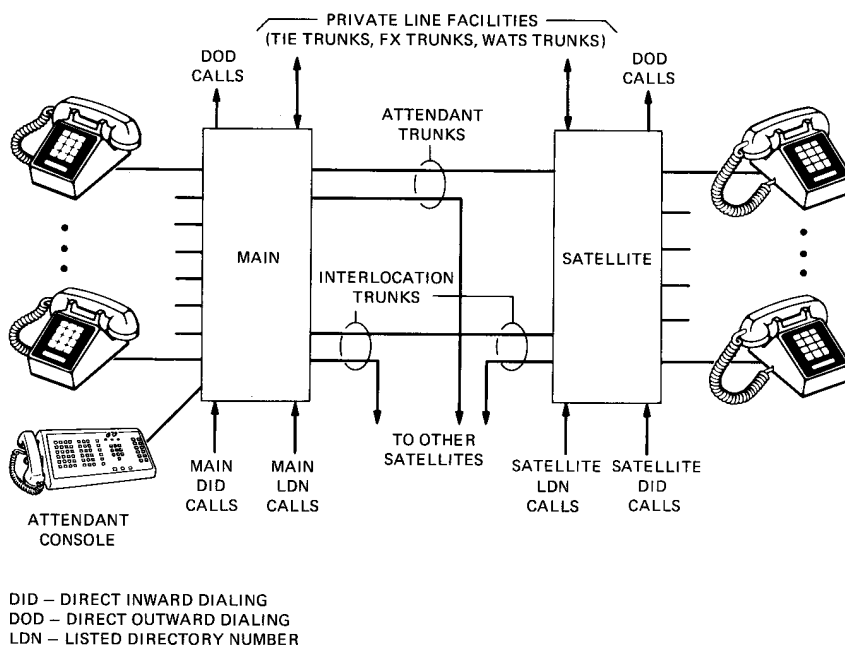 PRIVATE LINE FACILITIES
(TIE TRUNKS, FX TRUNKS, WATS TRUNKS)
DOD
CALLS
DOD
CALLS
ATTENDANT
TRUNKS
MAIN
SATELLITE
INTERLOCATION
TRUNKS
TO OTHER
SATELLITES
MAIN
DID
CALLS
MAIN
LDN
CALLS
SATELLITE
LDN
CALLS
SATELLITE
DID
CALLS
ATTENDANT
CONSOLE
DID – DIRECT INWARD DIALING
DOD – DIRECT OUTWARD DIALING
LDN – LISTED DIRECTORY NUMBER